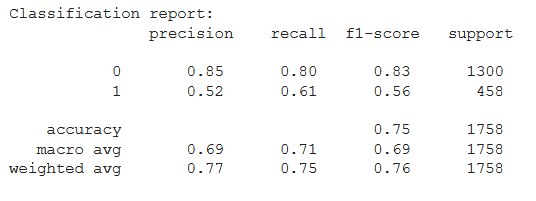 Classification report:
precision recall f1-score support
0 0.85 0.80 0.83 1300
1 0.52 0.61 0.56 458
accuracy 0.75 1758
macro avg 0.69 0.71 0.69 1758
weighted avg 0.77 0.75 0.76 1758